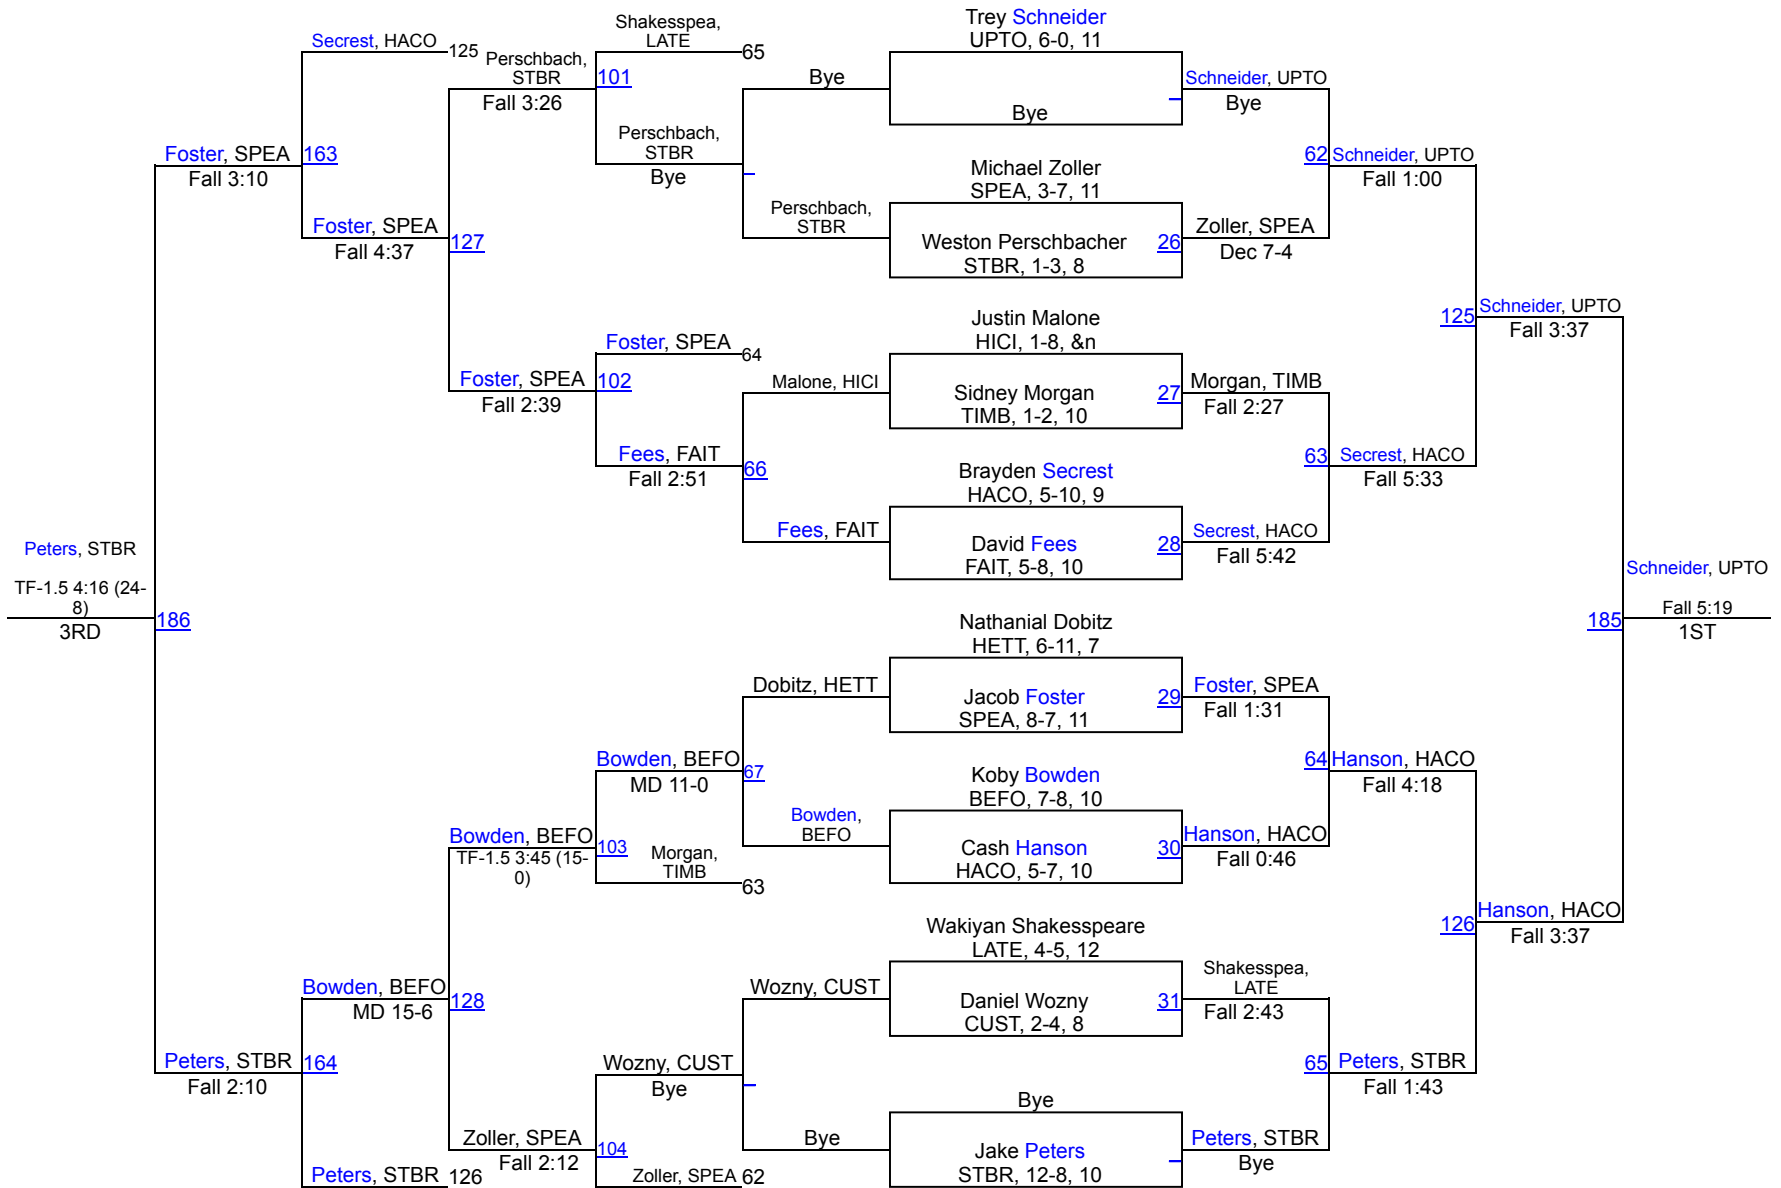 Secrest, HACO
125
Foster, SPEA
Fall 3:10
163
Foster, SPEA
Fall 4:37
Perschbach,
STBR
Fall 3:26
127
Foster, SPEA
Fall 2:39
Shakesspea,
LATE
65
101
Perschbach,
STBR
Bye
Foster, SPEA
64
102
Fees, FAIT
Fall 2:51
Bye
Perschbach,
STBR
Malone, HICI
66
Fees, FAIT
Peters, STBR
TF-1.5 4:16 (24-
8)
3RD
186
Bowden, BEFO
TF-1.5 3:45 (15-
0)
Bowden, BEFO
MD 11-0
103
Morgan,
TIMB
63
Dobitz, HETT
67
Bowden,
BEFO
Bowden, BEFO
MD 15-6
128
Peters, STBR
Fall 2:10
164
Zoller, SPEA
Fall 2:12
Peters, STBR
126
Wozny, CUST
Bye
104
Zoller, SPEA
62
Wozny, CUST
Bye
Trey Schneider
UPTO, 6-0, 11
Bye
Schneider, UPTO
Bye
Michael Zoller
SPEA, 3-7, 11
Weston Perschbacher
STBR, 1-3, 8
26
Zoller, SPEA
Dec 7-4
62
Schneider, UPTO
Fall 1:00
Justin Malone
HICI, 1-8, &n
Sidney Morgan
TIMB, 1-2, 10
27
Morgan, TIMB
Fall 2:27
125
Schneider, UPTO
Fall 3:37
Brayden Secrest
HACO, 5-10, 9
David Fees
FAIT, 5-8, 10
28
Secrest, HACO
Fall 5:42
63
Secrest, HACO
Fall 5:33
Nathanial Dobitz
HETT, 6-11, 7
Jacob Foster
SPEA, 8-7, 11
29
Foster, SPEA
Fall 1:31
185
Schneider, UPTO
Fall 5:19
1ST
Koby Bowden
BEFO, 7-8, 10
Cash Hanson
HACO, 5-7, 10
30
Hanson, HACO
Fall 0:46
64
Hanson, HACO
Fall 4:18
Wakiyan Shakesspeare
LATE, 4-5, 12
Daniel Wozny
CUST, 2-4, 8
31
Shakesspea,
LATE
Fall 2:43
126
Hanson, HACO
Fall 3:37
Bye
Jake Peters
STBR, 12-8, 10
Peters, STBR
Bye
65
Peters, STBR
Fall 1:43